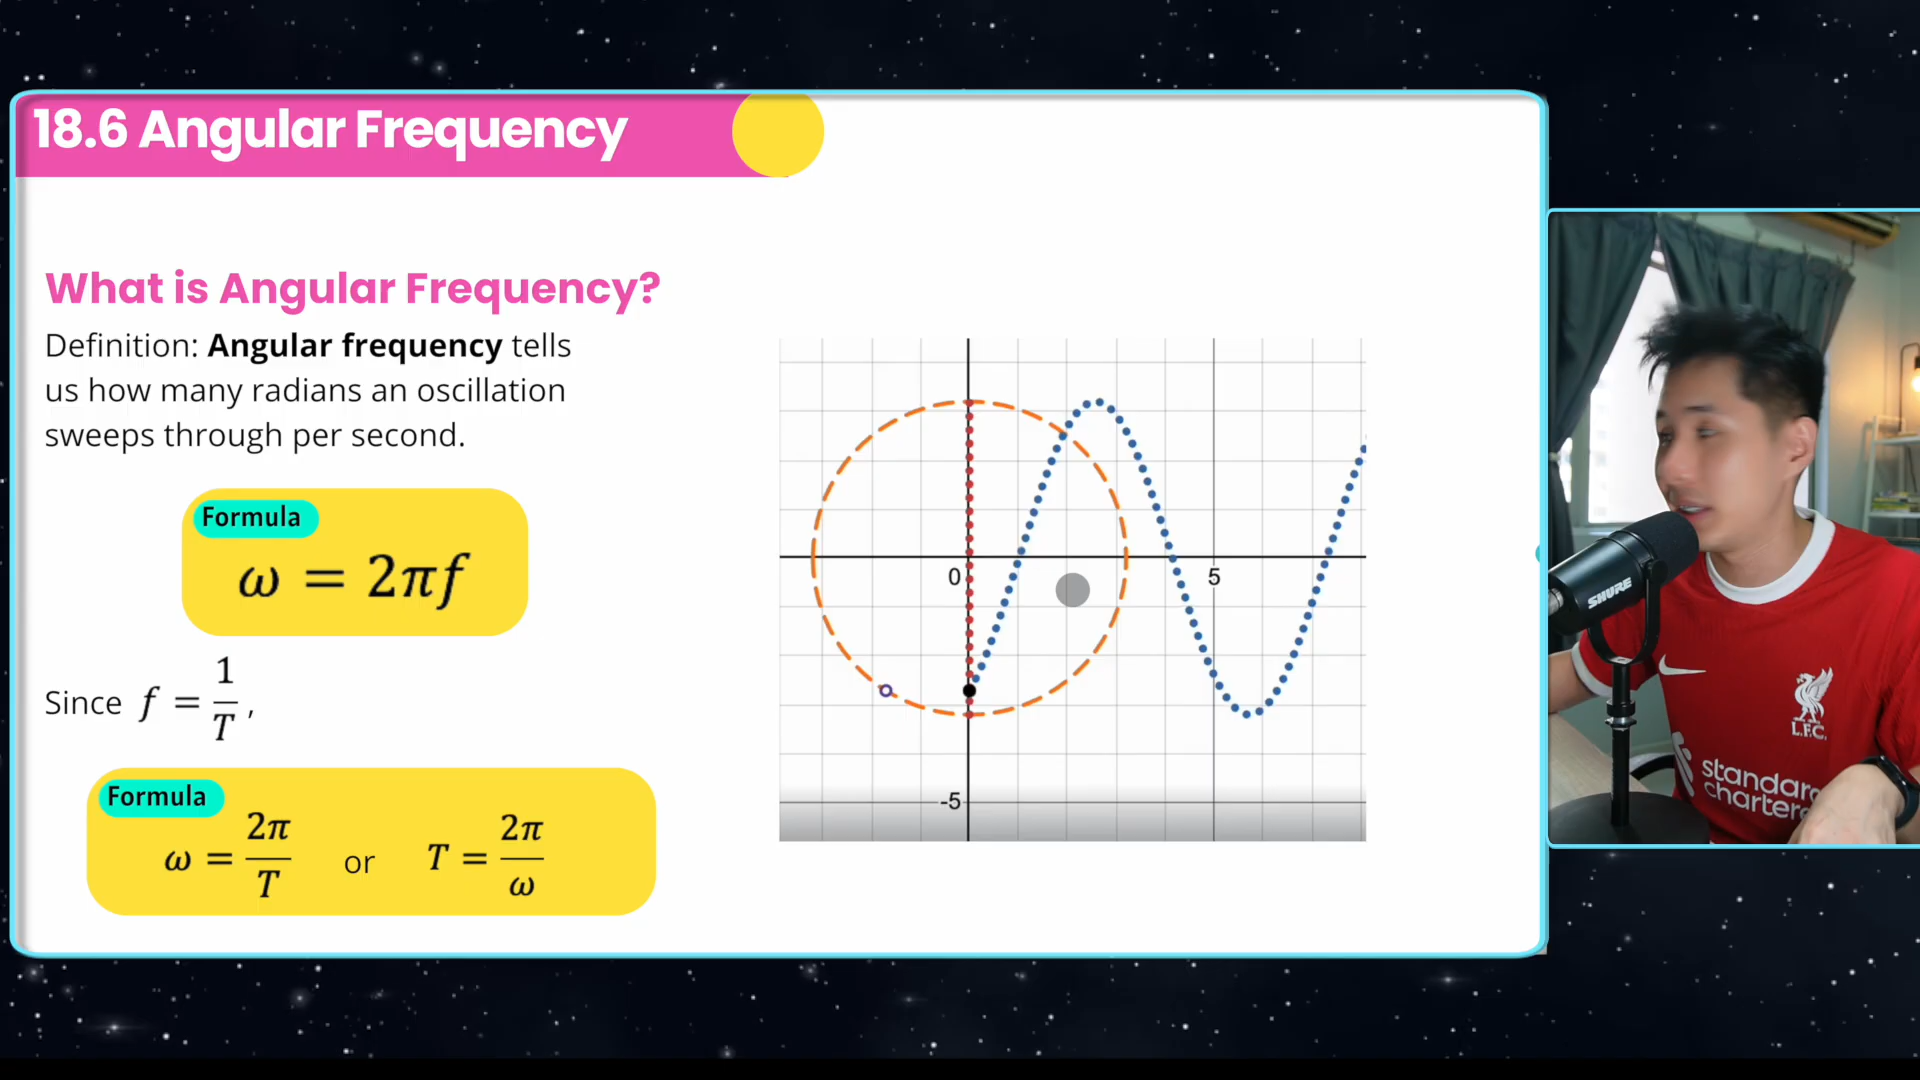 18.6 Angular Frequency
What is Angular Frequency?
Definition: Angular frequency tells
us how many radians an oscillation
sweeps through per second.
Formula
ω = 2πf
Since f = 1/T ,
Formula
ω = 2π/T or T = 2π/ω
0
5
-5
SHURE
L.F.C.
standard
chartere